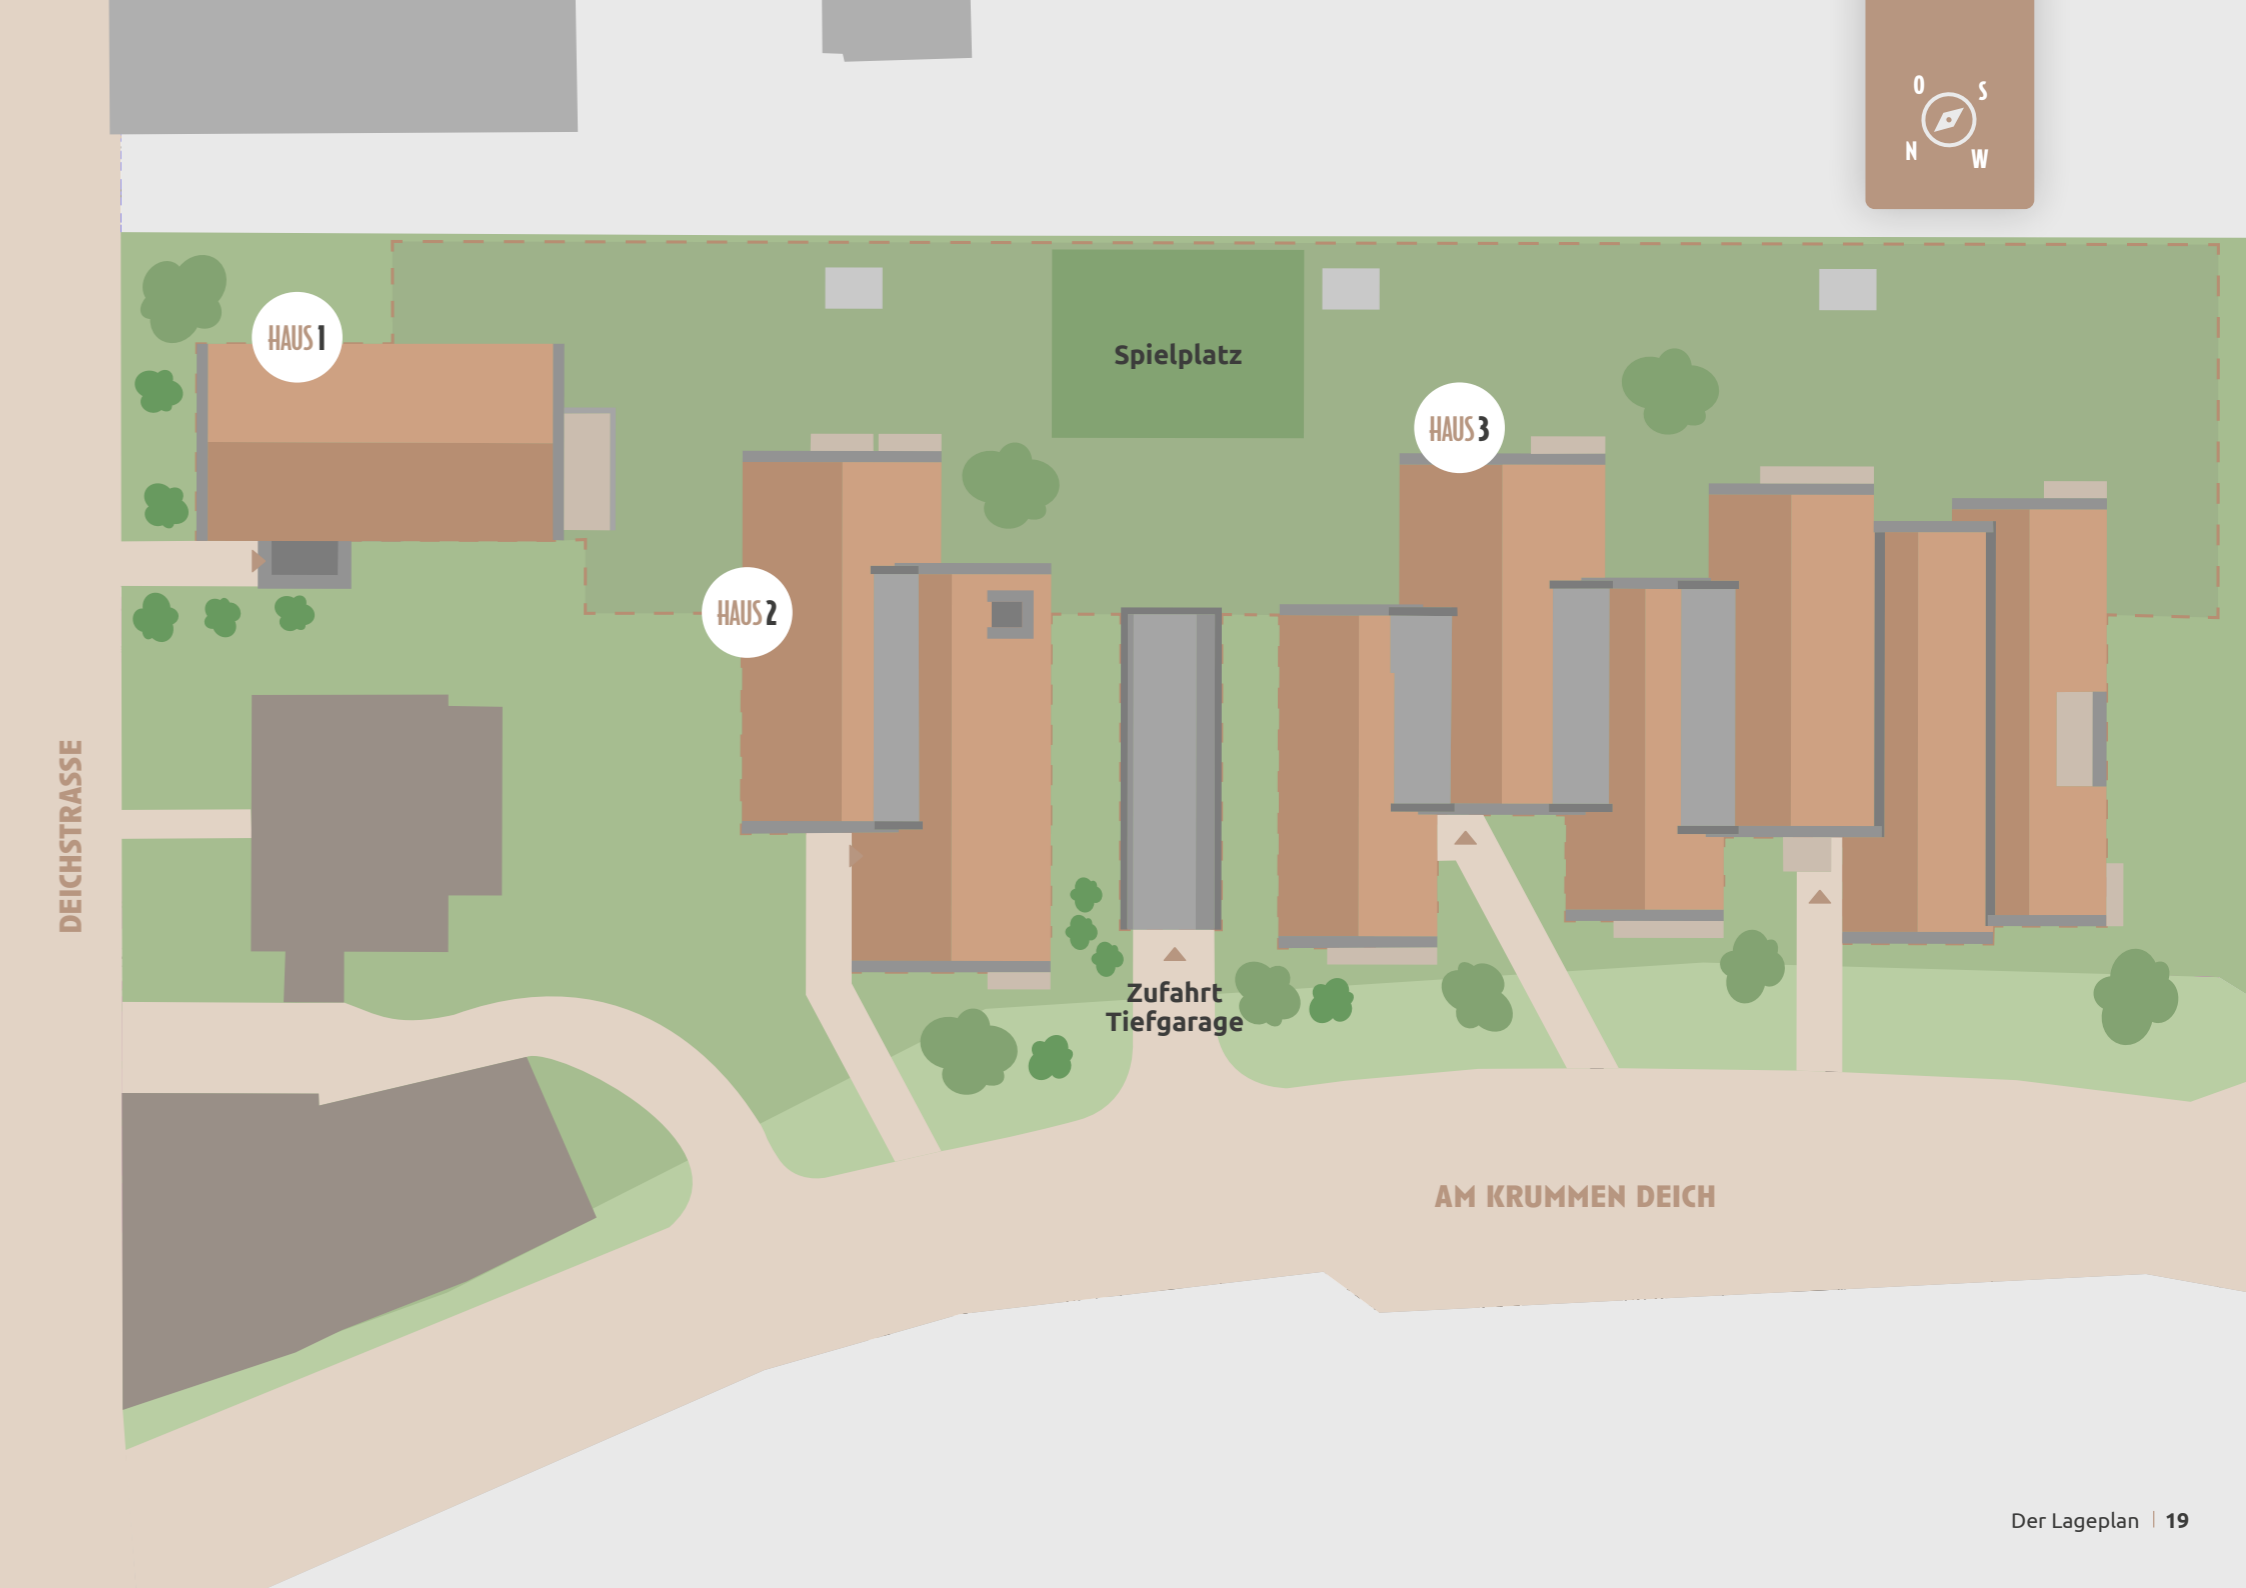 O S
N W
HAUS 1
Spielplatz
HAUS 3
HAUS 2
DEICHSTRASSE
Zufahrt
Tiefgarage
AM KRUMMEN DEICH
Der Lageplan | 19